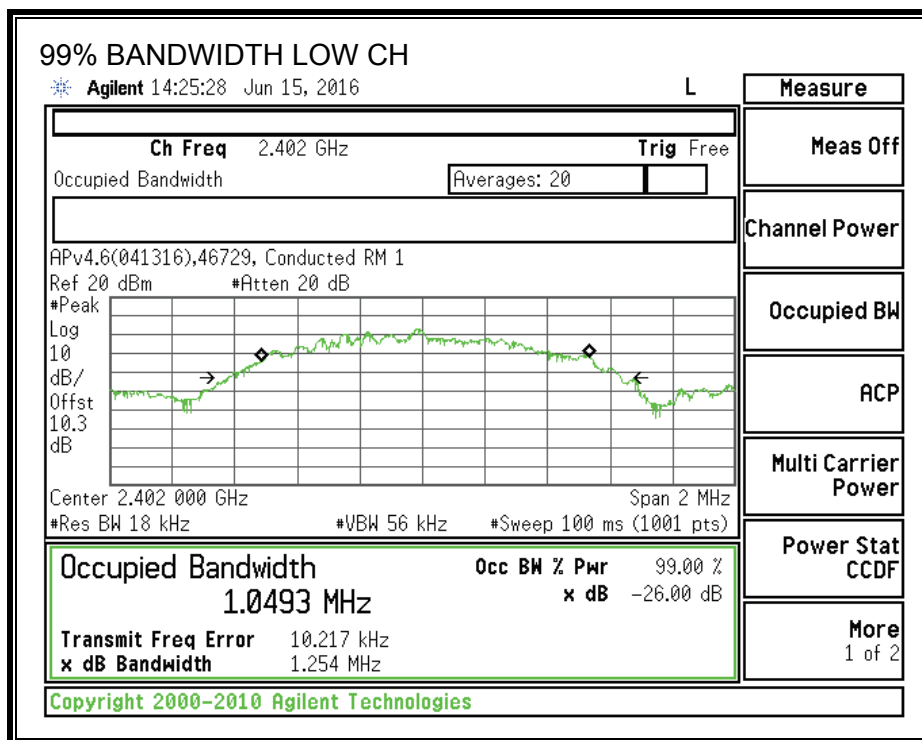 99% BANDWIDTH LOW CH
Agilent 14:25:28 Jun 15, 2016 L
Measure
Ch Freq 2.402 GHz Trig Free
Meas Off
Occupied Bandwidth Averages: 20
Channel Power
APv4.6(041316),46729, Conducted RM 1
Ref 20 dBm #Atten 20 dB
#Peak
Log
10
dB/
Offst
10.3
dB
Occupied BW
ACP
Multi Carrier
Power
Center 2.402 000 GHz Span 2 MHz
#Res BW 18 kHz #VBW 56 kHz #Sweep 100 ms (1001 pts)
Occupied Bandwidth Occ BW % Pwr 99.00 %
1.0493 MHz x dB -26.00 dB
Power Stat
CCDF
Transmit Freq Error 10.217 kHz
x dB Bandwidth 1.254 MHz
More
1 of 2
Copyright 2000-2010 Agilent Technologies